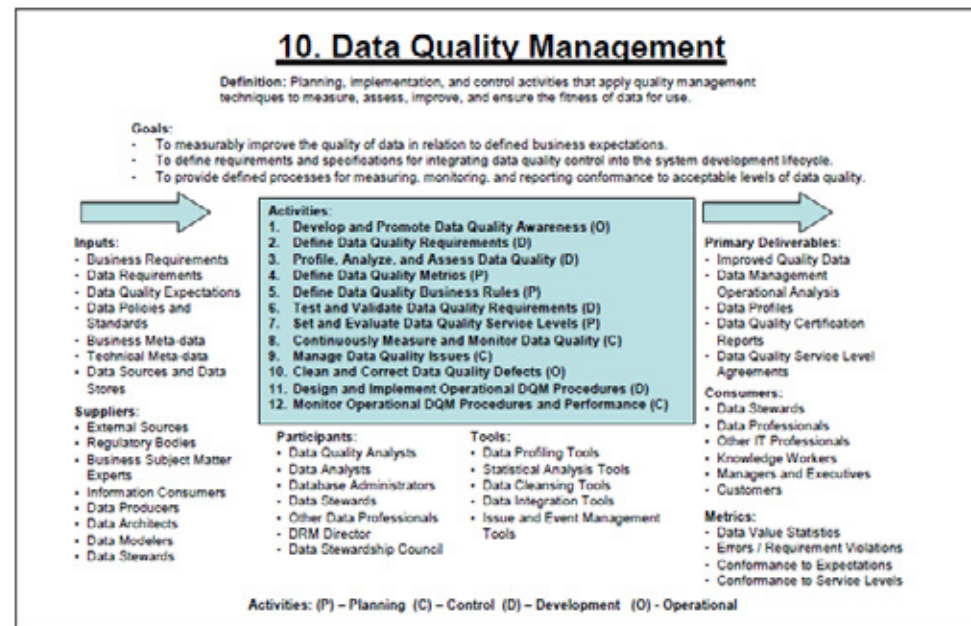 10. Data Quality Management
Definition: Planning, implementation, and control activities that apply quality management
techniques to measure, assess, improve, and ensure the fitness of data for use.
Goals:
- To measurably improve the quality of data in relation to defined business expectations.
- To define requirements and specifications for integrating data quality control into the system development lifecycle.
- To provide defined processes for measuring, monitoring, and reporting conformance to acceptable levels of data quality.
Inputs:
• Business Requirements
• Data Requirements
• Data Quality Expectations
• Data Policies and
Standards
• Business Meta-data
• Technical Meta-data
• Data Sources and Data
Stores
Suppliers:
• External Sources
• Regulatory Bodies
• Business Subject Matter
Experts
• Information Consumers
• Data Producers
• Data Architects
• Data Modelers
• Data Stewards
Activities:
1. Develop and Promote Data Quality Awareness (O)
2. Define Data Quality Requirements (D)
3. Profile, Analyze, and Assess Data Quality (D)
4. Define Data Quality Metrics (P)
5. Define Data Quality Business Rules (P)
6. Test and Validate Data Quality Requirements (D)
7. Set and Evaluate Data Quality Service Levels (P)
8. Continuously Measure and Monitor Data Quality (C)
9. Manage Data Quality Issues (C)
10. Clean and Correct Data Quality Defects (O)
11. Design and Implement Operational DQM Procedures (D)
12. Monitor Operational DQM Procedures and Performance (C)
Participants:
• Data Quality Analysts
• Data Analysts
• Database Administrators
• Data Stewards
• Other Data Professionals
• DRM Director
• Data Stewardship Council
Tools:
• Data Profiling Tools
• Statistical Analysis Tools
• Data Cleansing Tools
• Data Integration Tools
• Issue and Event Management
Tools
Primary Deliverables:
• Improved Quality Data
• Data Management
Operational Analysis
• Data Profiles
• Data Quality Certification
Reports
• Data Quality Service Level
Agreements
Consumers:
• Data Stewards
• Data Professionals
• Other IT Professionals
• Knowledge Workers
• Managers and Executives
• Customers
Metrics:
• Data Value Statistics
• Errors / Requirement Violations
• Conformance to Expectations
• Conformance to Service Levels
Activities: (P) – Planning (C) – Control (D) – Development (O) - Operational